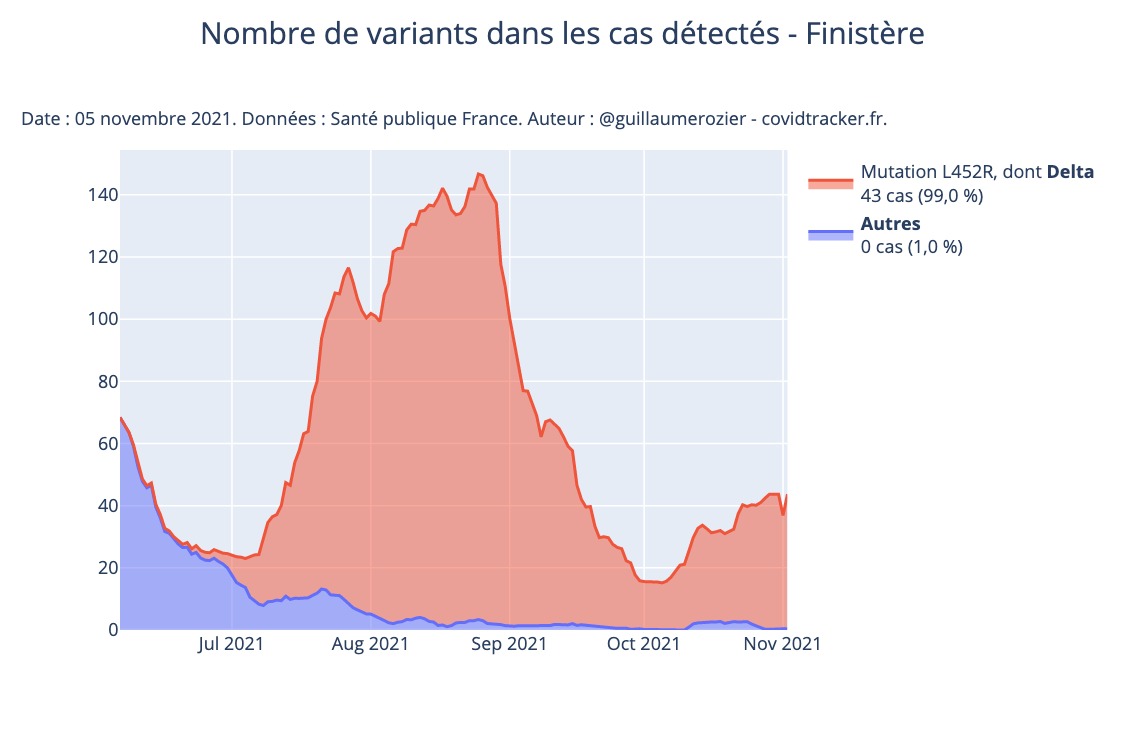 Nombre de variants dans les cas détectés - Finistère
Date : 05 novembre 2021. Données : Santé publique France. Auteur : @guillaumerozier - covidtracker.fr.
Mutation L452R, dont Delta
43 cas (99,0 %)
Autres
0 cas (1,0 %)
140
120
100
80
60
40
20
0
Jul 2021
Aug 2021
Sep 2021
Oct 2021
Nov 2021